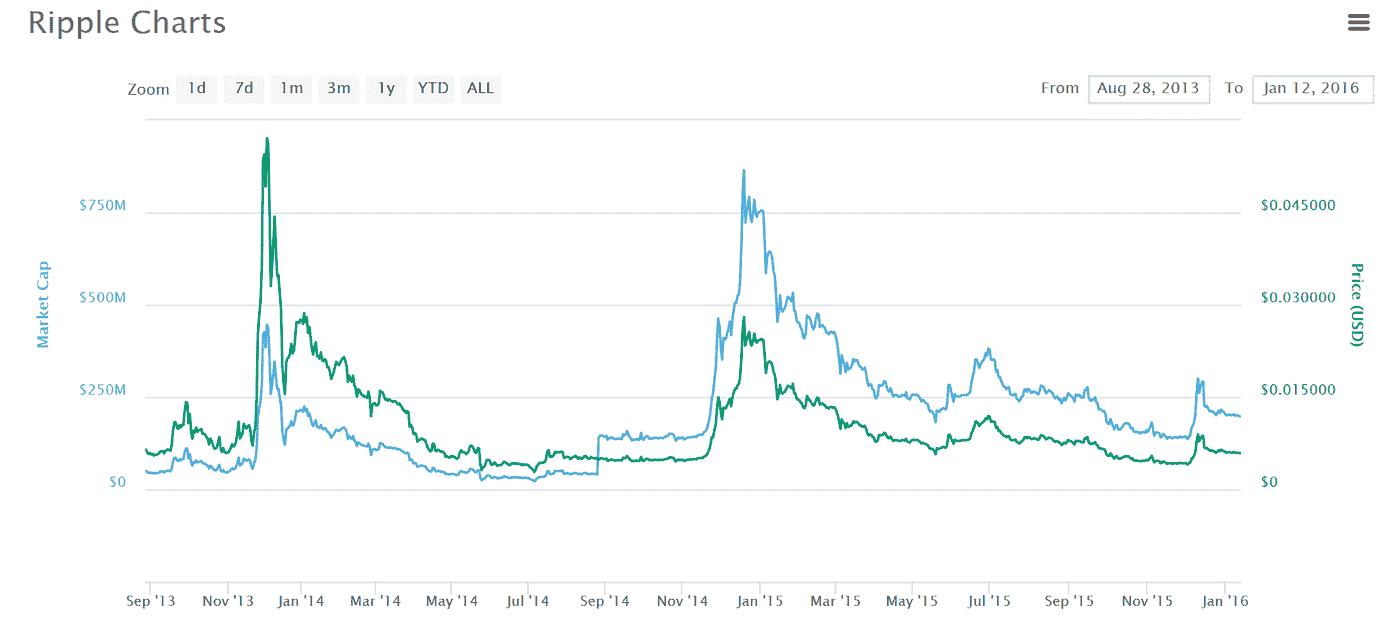 Ripple Charts
Zoom 1d 7d 1m 3m 1y YTD ALL
From Aug 28, 2013 To Jan 12, 2016
Market Cap
$750M
$500M
$250M
$0
$0.045000
$0.030000
$0.015000
$0
Price (USD)
Sep '13 Nov '13 Jan '14 Mar '14 May '14 Jul '14 Sep '14 Nov '14 Jan '15 Mar '15 May '15 Jul '15 Sep '15 Nov '15 Jan '16